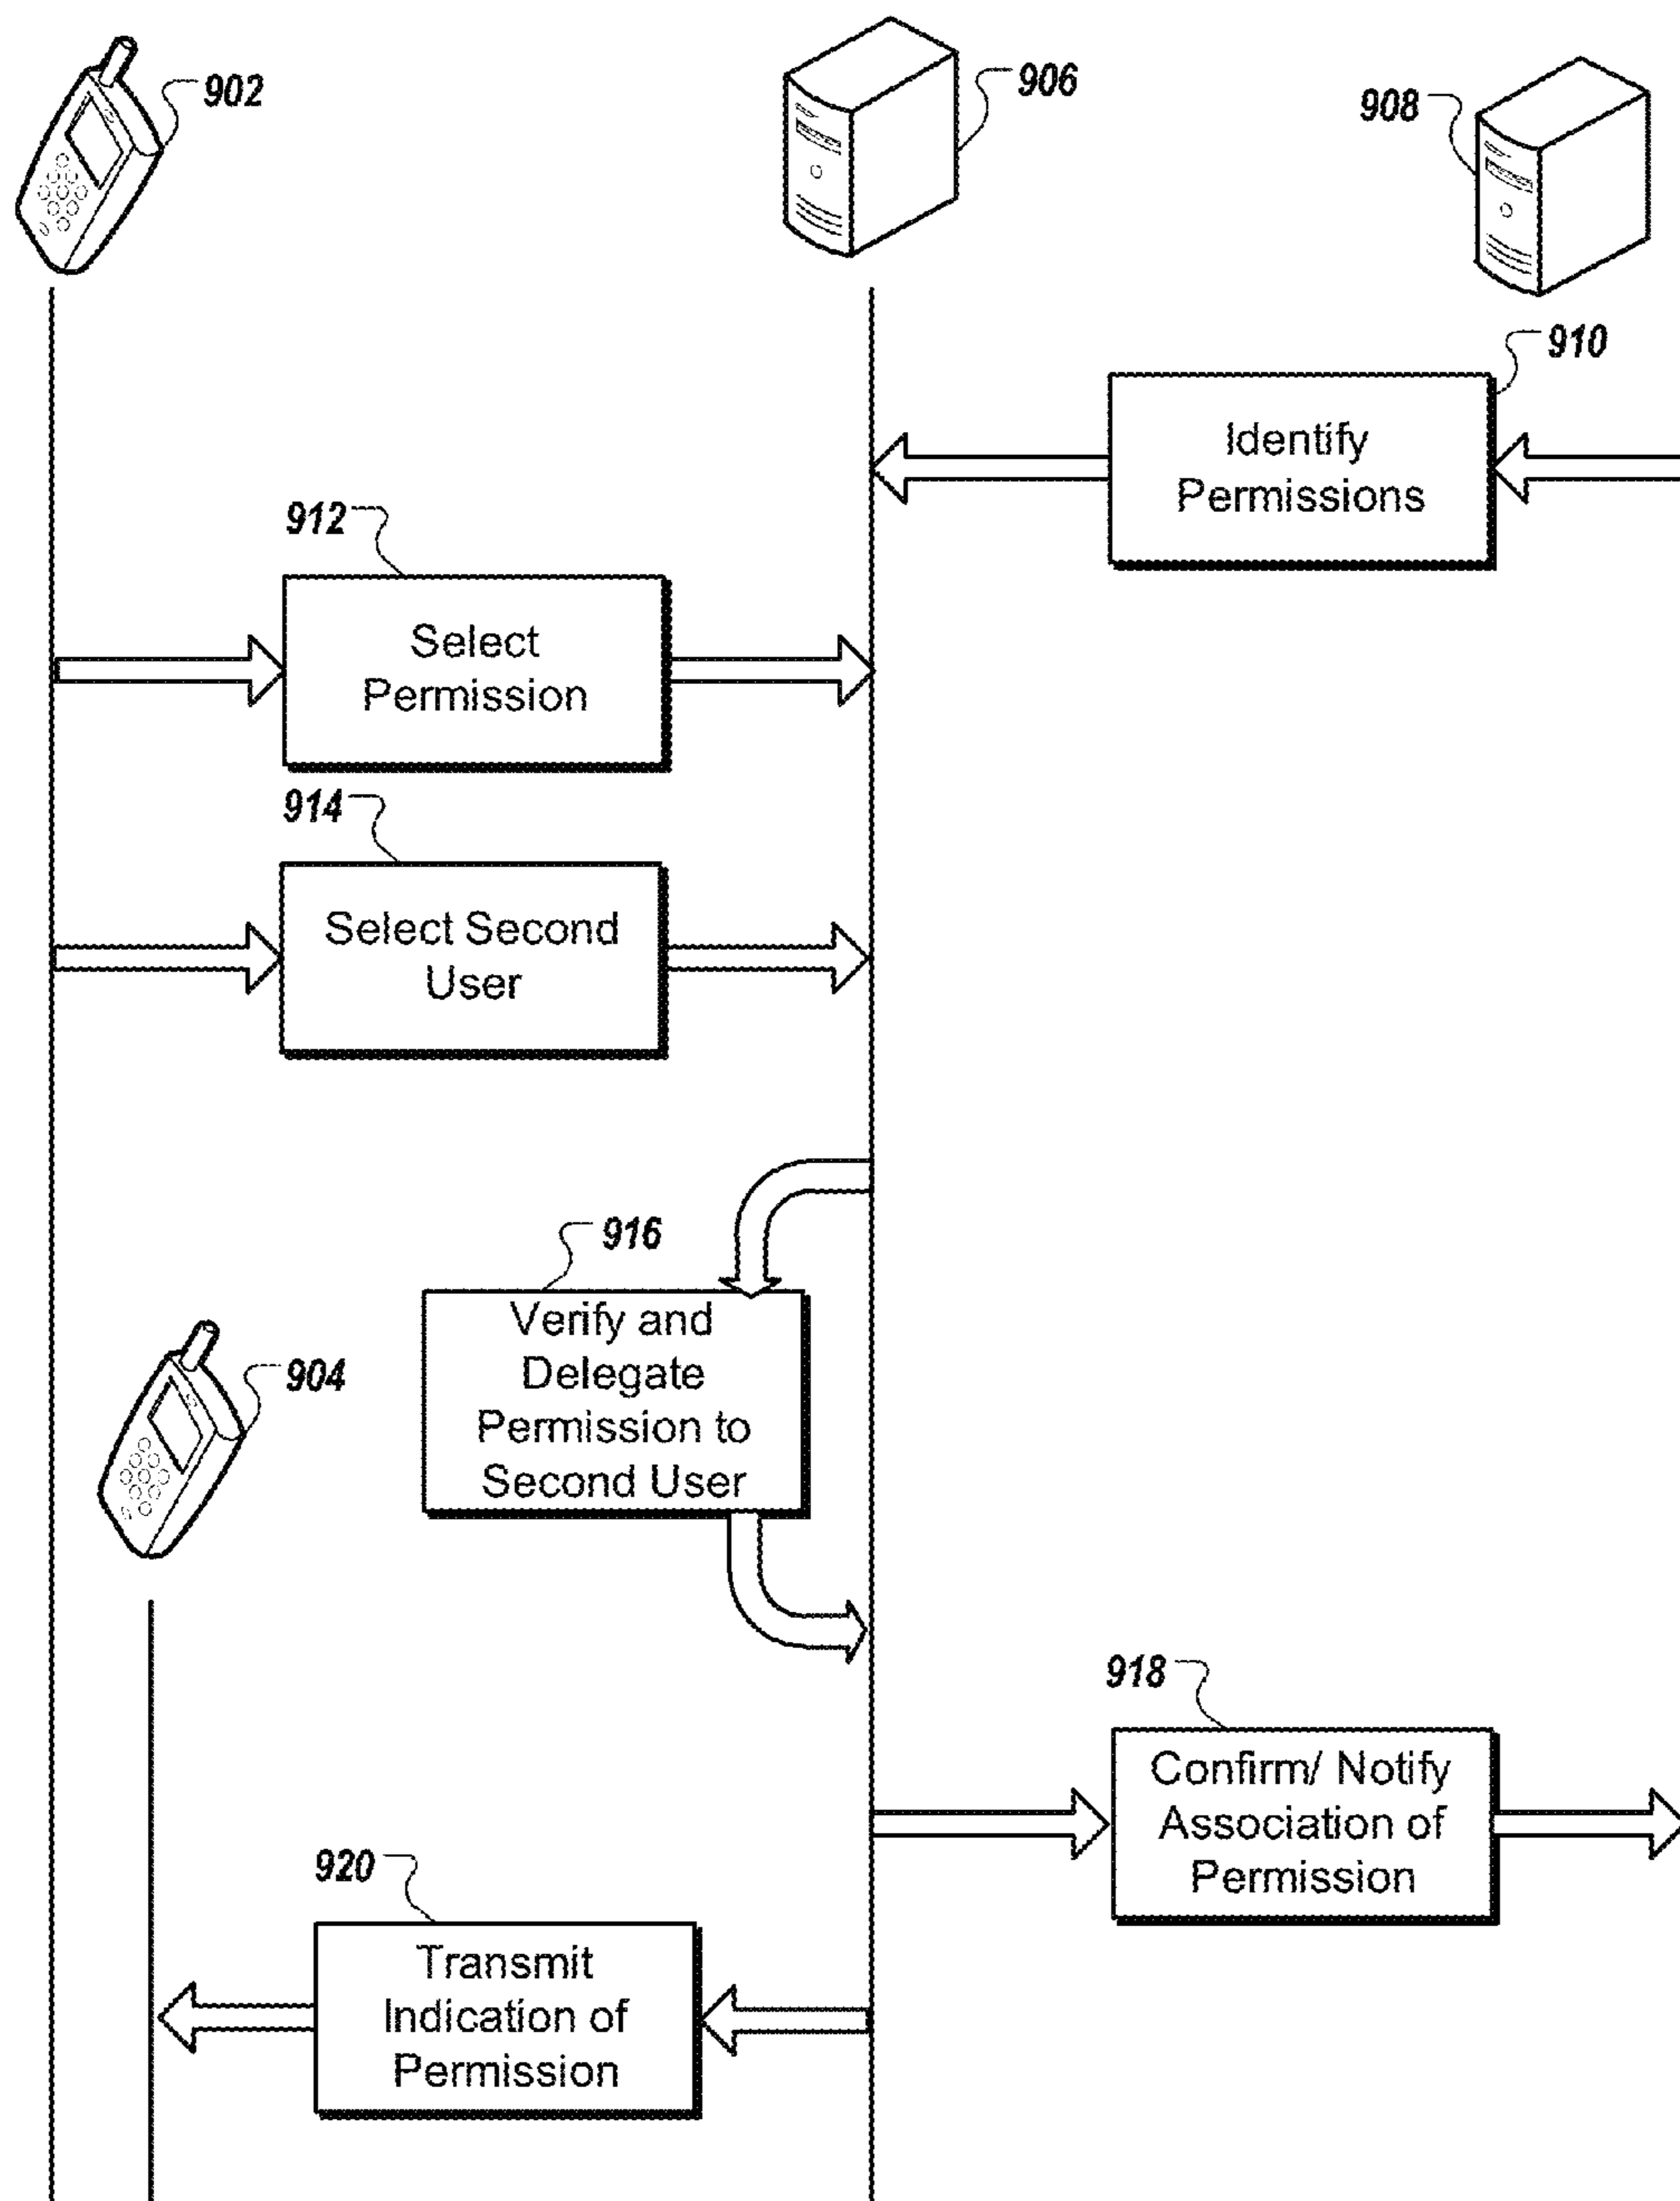 902
906
908
910
Identify
Permissions
912
Select
Permission
914
Select Second
User
916
Verify and
Delegate
Permission to
Second User
904
918
Confirm/ Notify
Association of
Permission
920
Transmit
Indication of
Permission